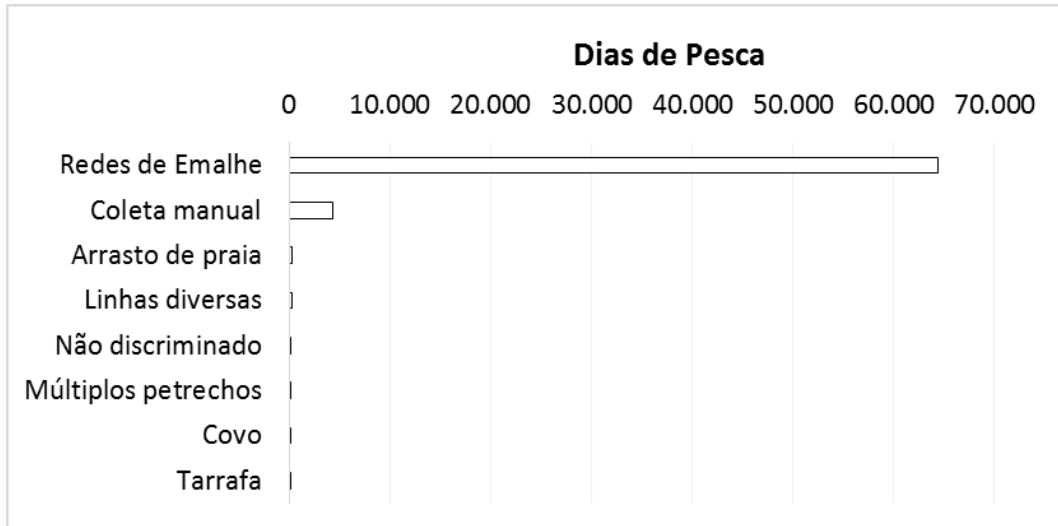 Dias de Pesca
0 10.000 20.000 30.000 40.000 50.000 60.000 70.000
Redes de Emalhe
Coleta manual
Arrasto de praia
Linhas diversas
Não discriminado
Múltiplos petrechos
Covo
Tarrafa